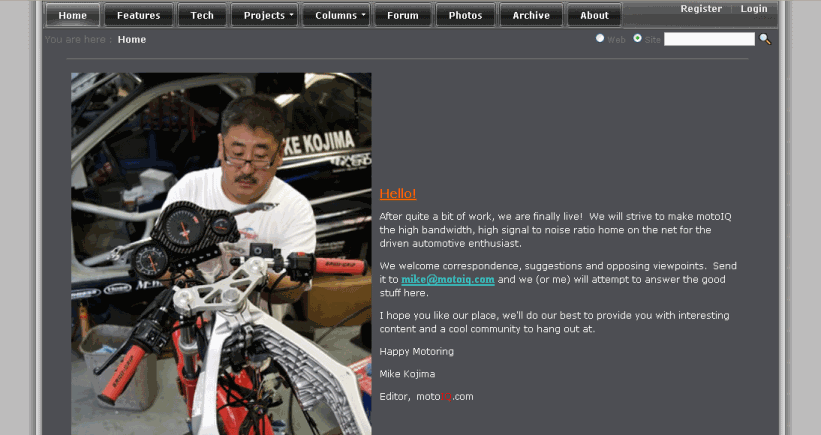 Home Features Tech Projects Columns Forum Photos Archive About Register | Login
You are here : Home Web Site
KE KOJIMA
Hello!
After quite a bit of work, we are finally live! We will strive to make motoIQ
the high bandwidth, high signal to noise ratio home on the net for the
driven automotive enthusiast.
We welcome correspondence, suggestions and opposing viewpoints. Send
it to mike@motoiq.com and we (or me) will attempt to answer the good
stuff here.
I hope you like our place, we'll do our best to provide you with interesting
content and a cool community to hang out at.
Happy Motoring
Mike Kojima
Editor, motoIQ.com